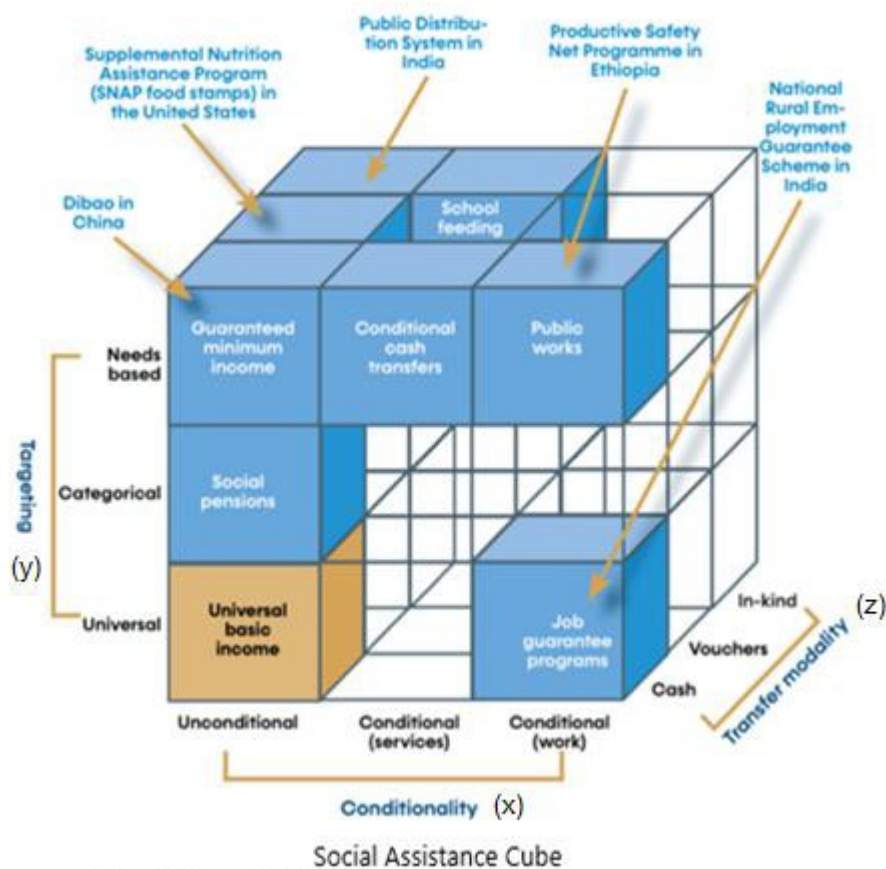 Public Distribu-
tion System in
India
Productive Safety
Net Programme in
Ethiopia
Supplemental Nutrition
Assistance Program
(SNAP food stamps) in
the United States
National
Rural Em-
ployment
Guarantee
Scheme in
India
Dibao in
China
School
feeding
Guaranteed
minimum
income
Conditional
cash
transfers
Public
works
Needs
based
Social
pensions
Categorical
Targeting
(y)
Universal
Universal
basic
income
Job
guarantee
programs
In-kind
Vouchers
Cash
(z)
Transfer modality
Unconditional
Conditional
(services)
Conditional
(work)
Conditionality (x)
Social Assistance Cube